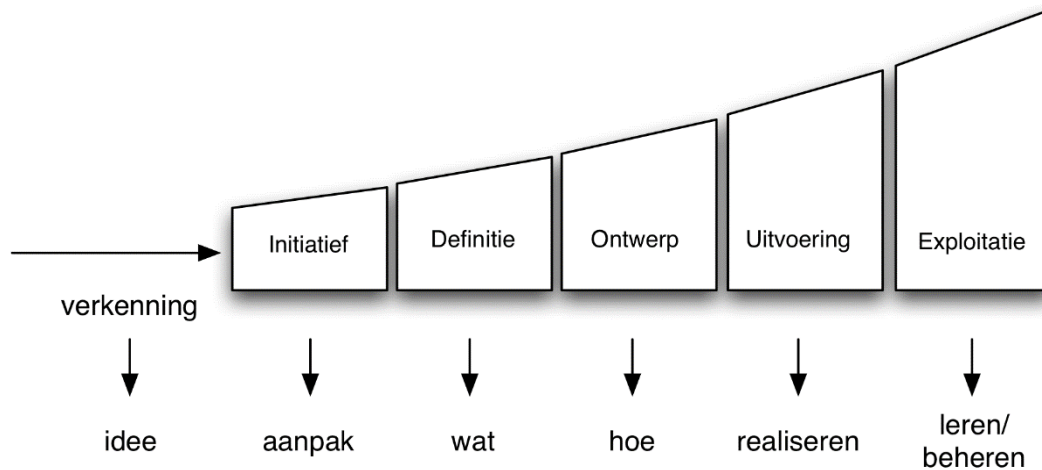 Initiatief
Definitie
Ontwerp
Uitvoering
Exploitatie
verkenning
idee
aanpak
wat
hoe
realiseren
leren/
beheren